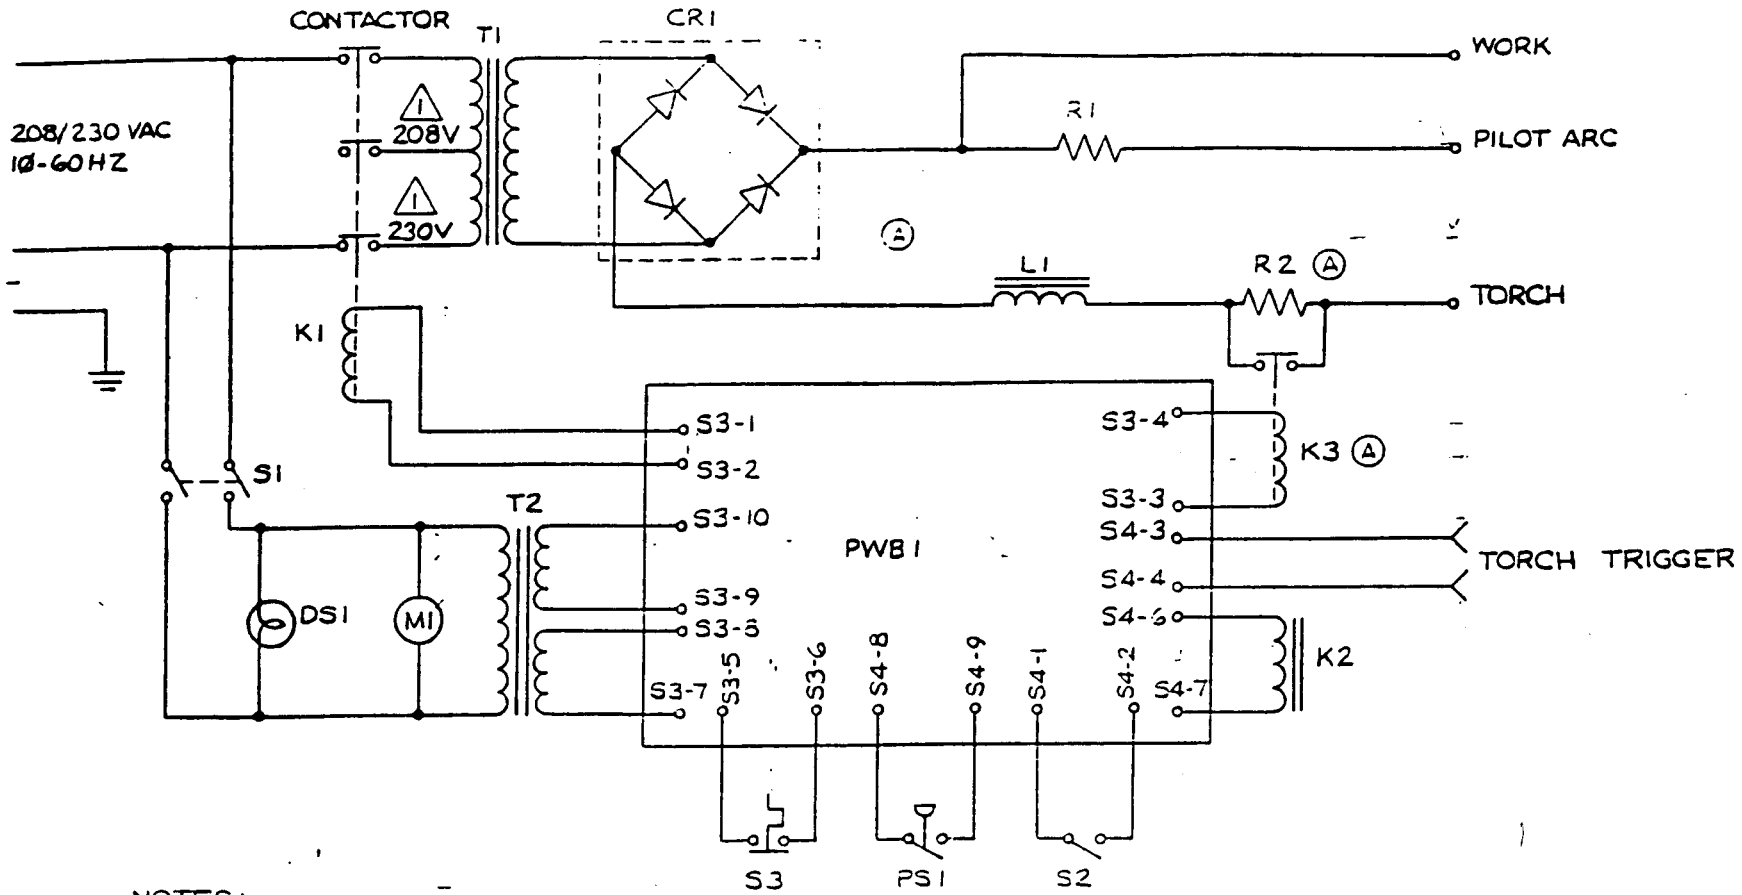 CONTACTOR
T1
CR1
WORK
208/230 VAC
1Ø-60HZ
1
208V
R1
PILOT ARC
1
230V
A
L1
R2 A
TORCH
K1
S3-1
S3-4
S3-2
K3 A
S1
T2
S3-10
S3-3
S4-3
PWB1
TORCH TRIGGER
S4-4
DS1
M1
S3-9
S3-8
S4-6
K2
S3-7
S3-5
S3-6
S4-8
S4-9
S4-1
S4-2
S4-7
S3
PS1
S2
NOTES: